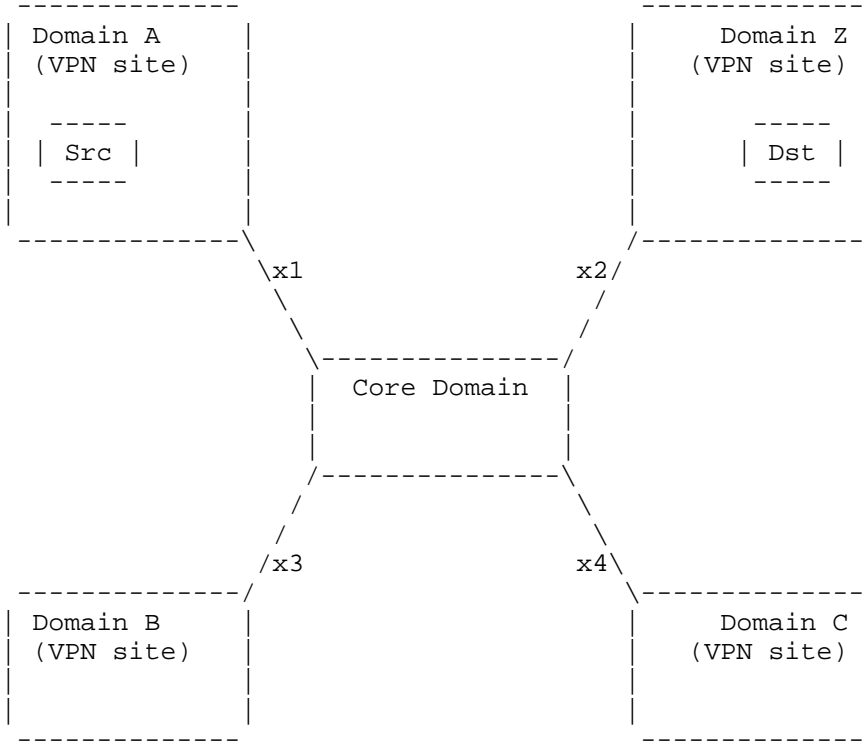 Domain A Domain Z
(VPN site) (VPN site)
Src Dst
x1 x2
Core Domain
x3 x4
Domain B Domain C
(VPN site) (VPN site)